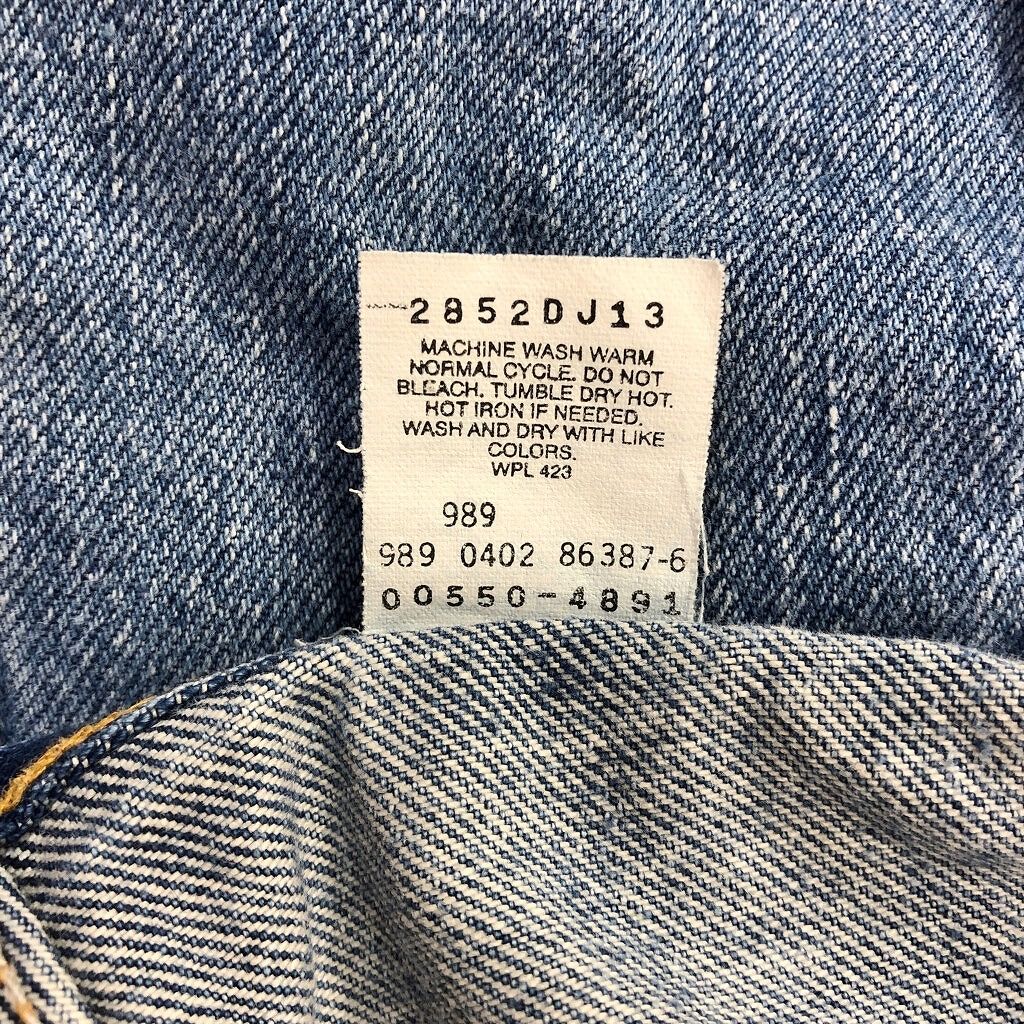 2852DJ13
MACHINE WASH WARM
NORMAL CYCLE. DO NOT
BLEACH. TUMBLE DRY HOT.
HOT IRON IF NEEDED.
WASH AND DRY WITH LIKE
COLORS.
WPL 423
989
989 0402 86387-6
00550-4891